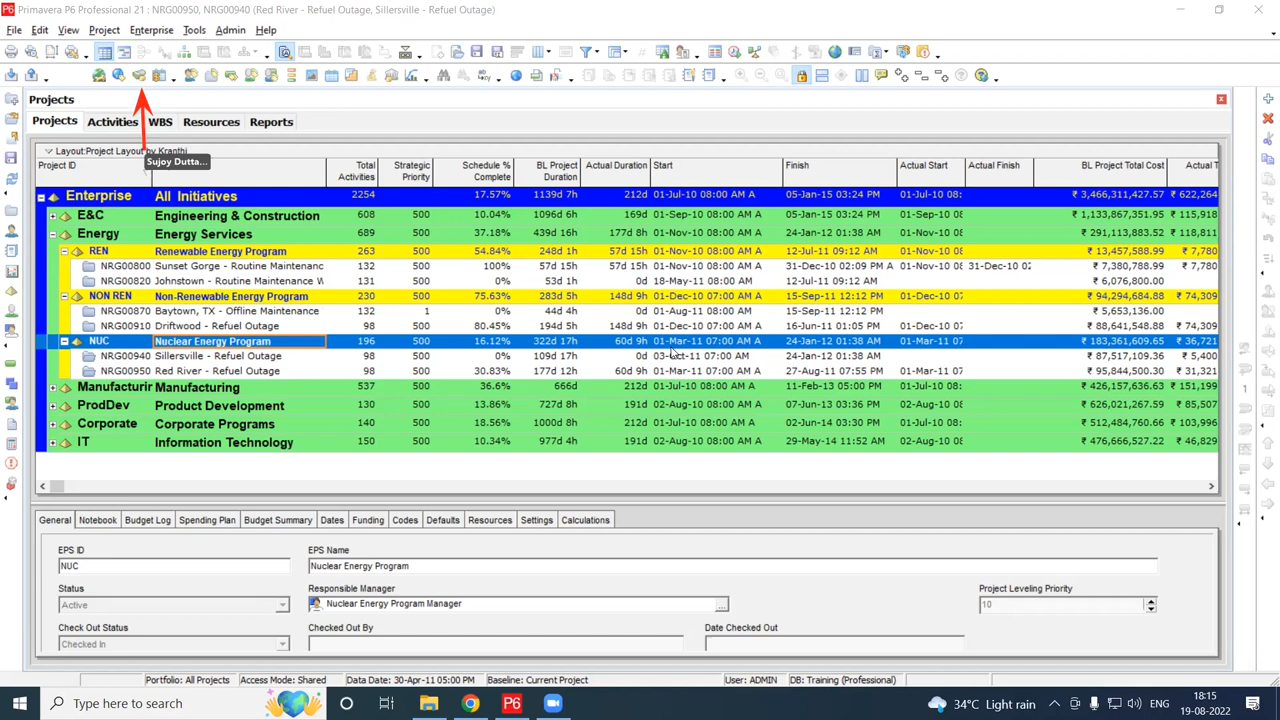 Primavera P6 Professional 21 : NRG00950, NRG00940 (Red River - Refuel Outage, Sillersville - Refuel Outage)
File Edit View Project Enterprise Tools Admin Help
Projects
Projects Activities WBS Resources Reports
Sujoy Dutta...
Layout:Project Layout by Kranthi
Project ID Total Activities Strategic Priority Schedule % Complete BL Project Duration Actual Duration Start Finish Actual Start Actual Finish BL Project Total Cost Actual T
Enterprise All Initiatives 2254 500 17.57% 1139d 7h 212d 01-Jul-10 08:00 AM A 05-Jan-15 03:24 PM 01-Jul-10 08: ₹ 3,466,311,427.57 ₹ 622,264
E&C Engineering & Construction 608 500 10.04% 1096d 6h 169d 01-Sep-10 08:00 AM A 01-Sep-10 08 ₹ 1,133,867,351.95 ₹ 115,918
Energy Energy Services 689 500 37.18% 439d 16h 177d 8h 01-Nov-10 08:00 AM A 24-Jan-12 01:38 AM 01-Nov-10 08 ₹ 291,113,883.52 ₹ 118,811
REN Renewable Energy Program 263 500 54.84% 248d 1h 57d 15h 01-Nov-10 08:00 AM A 12-Jul-11 09:12 AM 01-Nov-10 08 ₹ 13,457,588.99 ₹ 7,780
NRG00800 Sunset Gorge - Routine Maintenanc 132 500 100% 57d 15h 57d 15h 01-Nov-10 08:00 AM A 31-Dec-10 02:09 PM A 01-Nov-10 08 31-Dec-10 02: ₹ 7,380,788.99 ₹ 7,780
NRG00820 Johnstown - Routine Maintenance W 131 500 0% 53d 1h 0d 18-May-11 08:00 AM 12-Jul-11 09:12 AM ₹ 6,076,800.00
NON REN Non-Renewable Energy Program 230 500 75.63% 283d 5h 148d 9h 01-Dec-10 07:00 AM A 15-Sep-11 12:12 PM 01-Dec-10 07 ₹ 94,294,684.88 ₹ 74,309
NRG00870 Baytown, TX - Offline Maintenance 132 1 0% 44d 4h 0d 01-Aug-11 08:00 AM 15-Sep-11 12:12 PM ₹ 5,653,136.00
NRG00910 Driftwood - Refuel Outage 98 500 80.45% 194d 5h 148d 9h 01-Dec-10 07:00 AM A 16-Jun-11 01:05 PM 01-Dec-10 07 ₹ 88,641,548.88 ₹ 74,309
NUC Nuclear Energy Program 196 500 16.12% 322d 17h 60d 9h 01-Mar-11 07:00 AM A 24-Jan-12 01:38 AM 01-Mar-11 07 ₹ 183,361,609.65 ₹ 36,721
NRG00940 Sillersville - Refuel Outage 98 500 0% 109d 17h 0d 03-Oct-11 07:00 AM 24-Jan-12 01:38 AM ₹ 87,517,109.36 ₹ 5,400
NRG00950 Red River - Refuel Outage 98 500 30.83% 177d 12h 60d 9h 01-Mar-11 07:00 AM A 27-Aug-11 07:55 PM 01-Mar-11 07 ₹ 95,844,500.30 ₹ 31,321
Manufacturir Manufacturing 537 500 36.6% 666d 212d 01-Jul-10 08:00 AM A 11-Feb-13 05:00 PM 01-Jul-10 08: ₹ 426,157,636.63 ₹ 151,199
ProdDev Product Development 130 500 13.86% 727d 8h 191d 02-Aug-10 08:00 AM A 07-Jun-13 03:36 PM 02-Aug-10 08 ₹ 626,021,267.59 ₹ 85,507
Corporate Corporate Programs 140 500 18.56% 1000d 8h 212d 01-Jul-10 08:00 AM A 02-Jun-14 03:30 PM 01-Jul-10 08: ₹ 512,484,760.66 ₹ 122,064
IT Information Technology 150 500 10.34% 977d 4h 191d 02-Aug-10 08:00 AM A 29-May-14 11:52 AM 02-Aug-10 08 ₹ 476,666,527.22 ₹ 46,829
General Notebook Budget Log Spending Plan Budget Summary Dates Funding Codes Defaults Resources Settings Calculations
EPS ID EPS Name
NUC Nuclear Energy Program
Status Responsible Manager Project Leveling Priority
Active Nuclear Energy Program Manager ... 10
Check Out Status Checked Out By Date Checked Out
Checked In
Portfolio: All Projects Access Mode: Shared Data Date: 30-Apr-11 05:00 PM Baseline: Current Project User: ADMIN DB: Training (Professional)
Type here to search 34°C Light rain ENG 18:15
19-08-2022